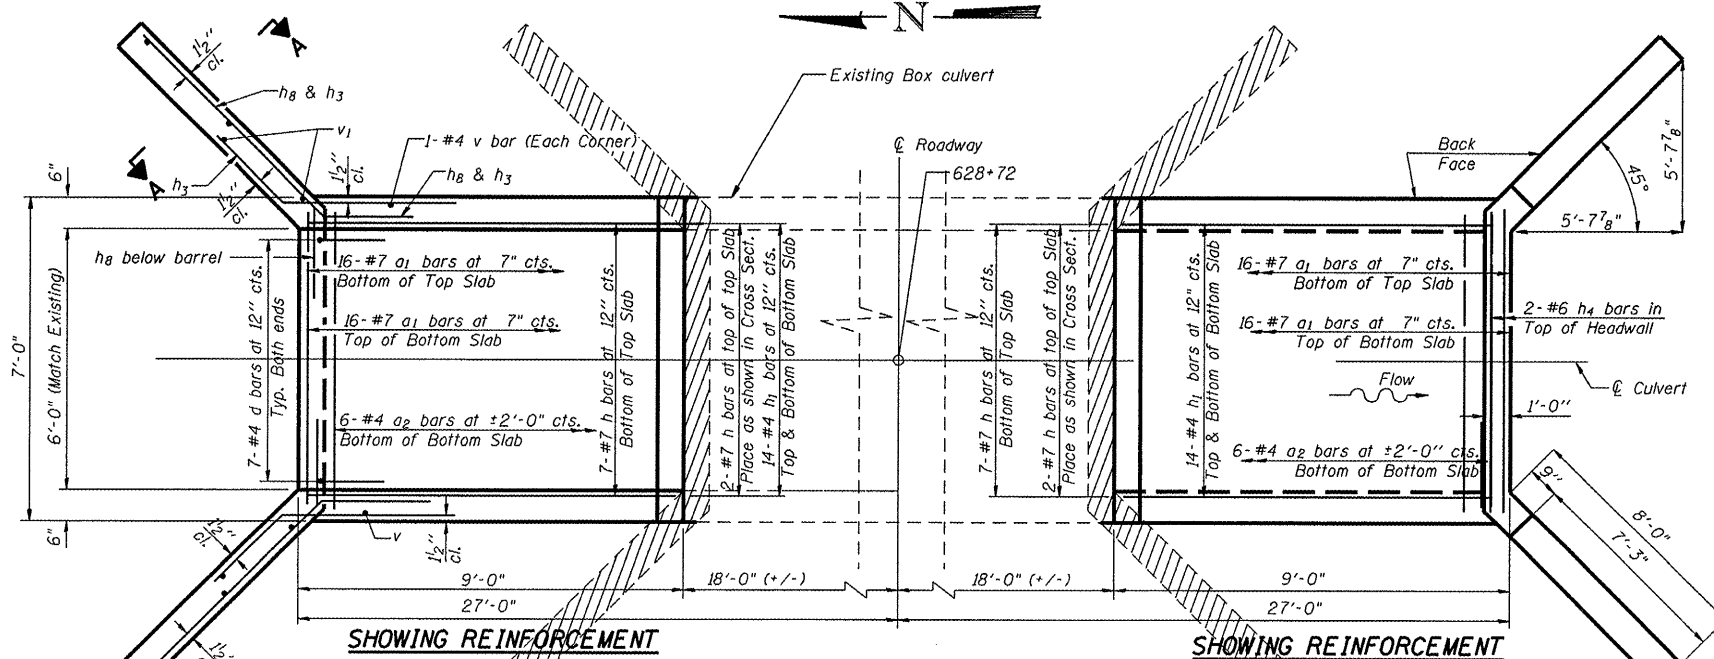 N
A
1½" cl.
h8 & h3
v1
1-#4 v bar (Each Corner)
Existing Box culvert
℄ Roadway
628+72
Back
Face
45°
5'-7⅞"
5'-7⅞"
A
h3
1½" cl.
1½" cl.
h8 & h3
6"
7'-0"
6'-0" (Match Existing)
6"
h8 below barrel
7-#4 d bars at 12" cts.
Typ. Both ends
16-#7 a1 bars at 7" cts.
Bottom of Top Slab
16-#7 a1 bars at 7" cts.
Top of Bottom Slab
6-#4 a2 bars at ±2'-0" cts.
Bottom of Bottom Slab
7-#7 h bars at 12" cts.
Bottom of Top Slab
2-#7 h bars at top of top Slab
Place as shown in Cross Sect.
14-#4 h1 bars at 12" cts.
Top & Bottom of Bottom Slab
7-#7 h bars at 12" cts.
Bottom of Top Slab
2-#7 h bars at top of top Slab
Place as shown in Cross Sect.
14-#4 h1 bars at 12" cts.
Top & Bottom of Bottom Slab
16-#7 a1 bars at 7" cts.
Bottom of Top Slab
16-#7 a1 bars at 7" cts.
Top of Bottom Slab
2-#6 h4 bars in
Top of Headwall
Flow
℄ Culvert
1'-0"
6-#4 a2 bars at ±2'-0" cts.
Bottom of Bottom Slab
9"
8'-0"
7'-3"
1½" cl.
v
1½" cl.
1½"
9'-0"
18'-0" (+/-)
18'-0" (+/-)
9'-0"
27'-0"
27'-0"
SHOWING REINFORCEMENT
SHOWING REINFORCEMENT